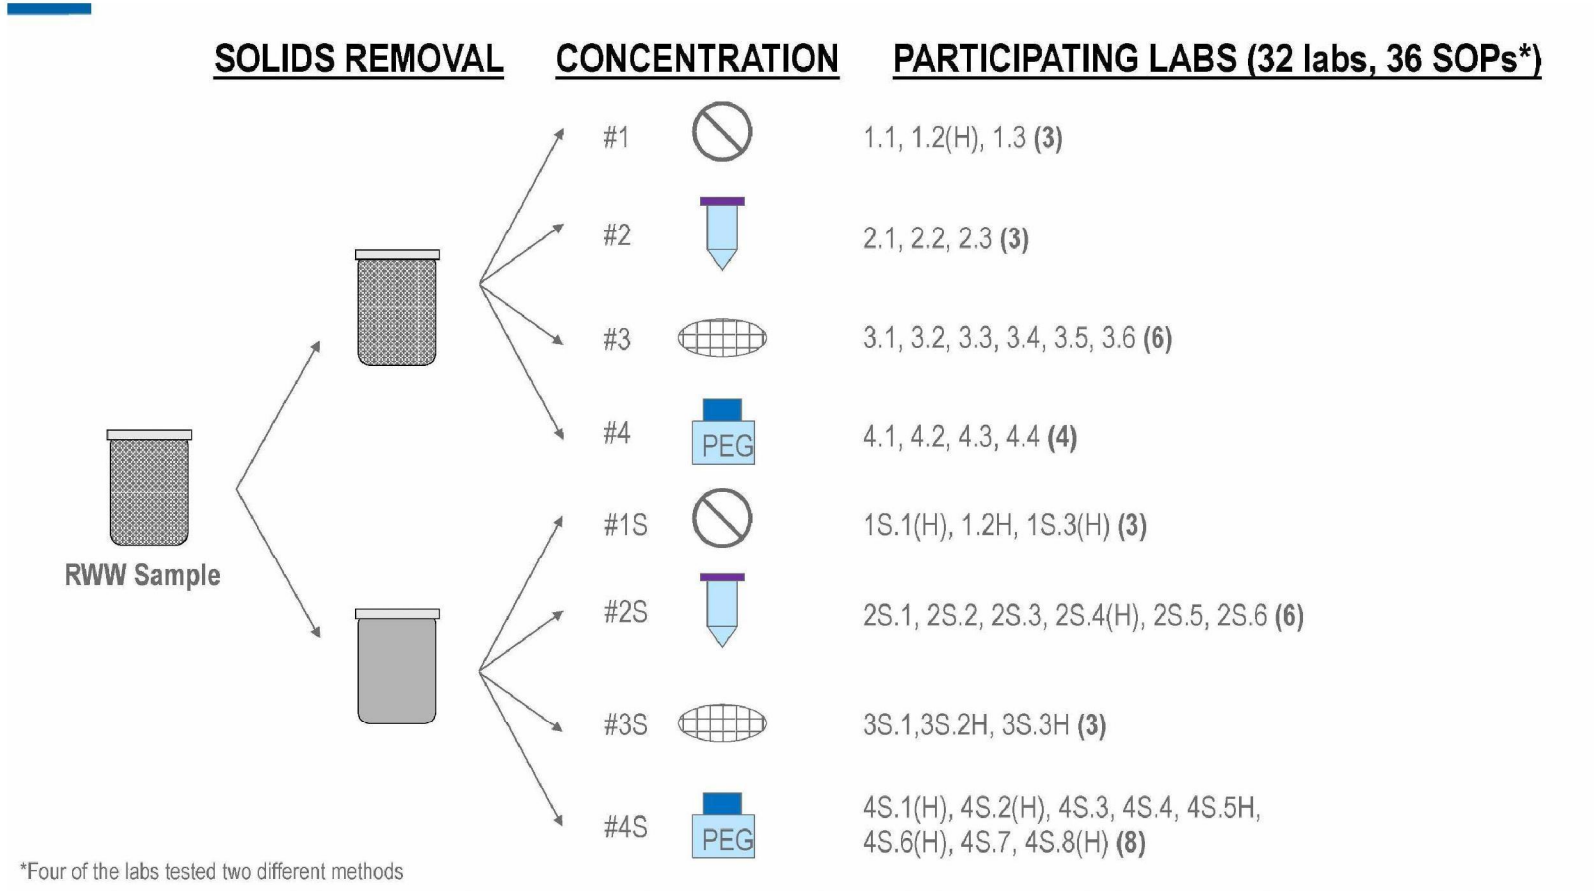 SOLIDS REMOVAL CONCENTRATION PARTICIPATING LABS (32 labs, 36 SOPs*)
#1 1.1, 1.2(H), 1.3 (3)
#2 2.1, 2.2, 2.3 (3)
#3 3.1, 3.2, 3.3, 3.4, 3.5, 3.6 (6)
#4 PEG 4.1, 4.2, 4.3, 4.4 (4)
RWW Sample
#1S 1S.1(H), 1.2H, 1S.3(H) (3)
#2S 2S.1, 2S.2, 2S.3, 2S.4(H), 2S.5, 2S.6 (6)
#3S 3S.1,3S.2H, 3S.3H (3)
#4S PEG 4S.1(H), 4S.2(H), 4S.3, 4S.4, 4S.5H,
4S.6(H), 4S.7, 4S.8(H) (8)
*Four of the labs tested two different methods